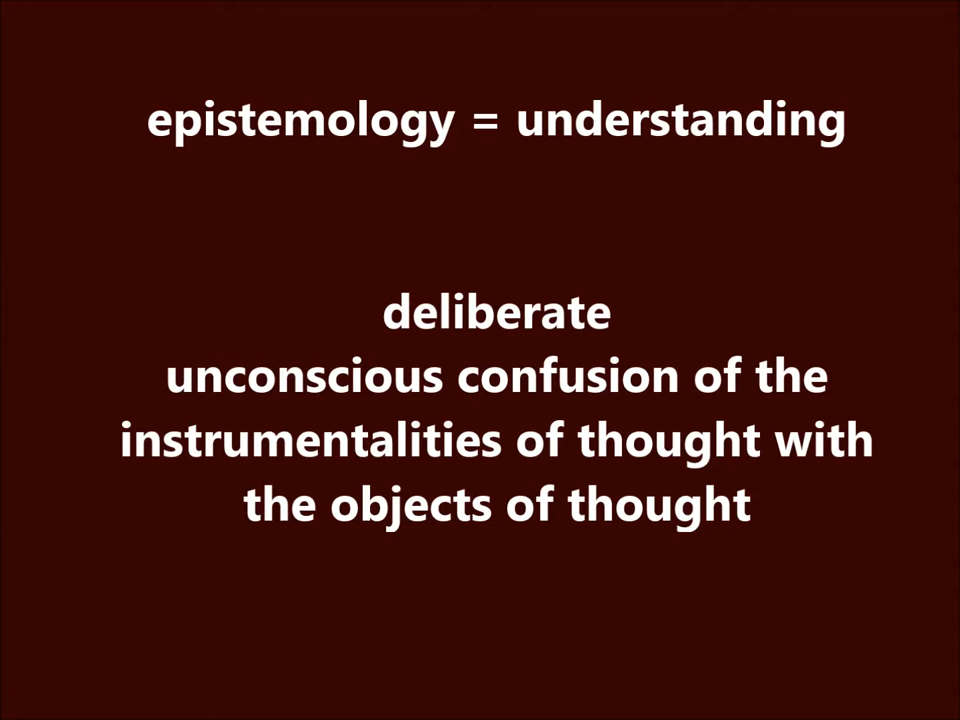 epistemology = understanding
deliberate
unconscious confusion of the
instrumentalities of thought with
the objects of thought